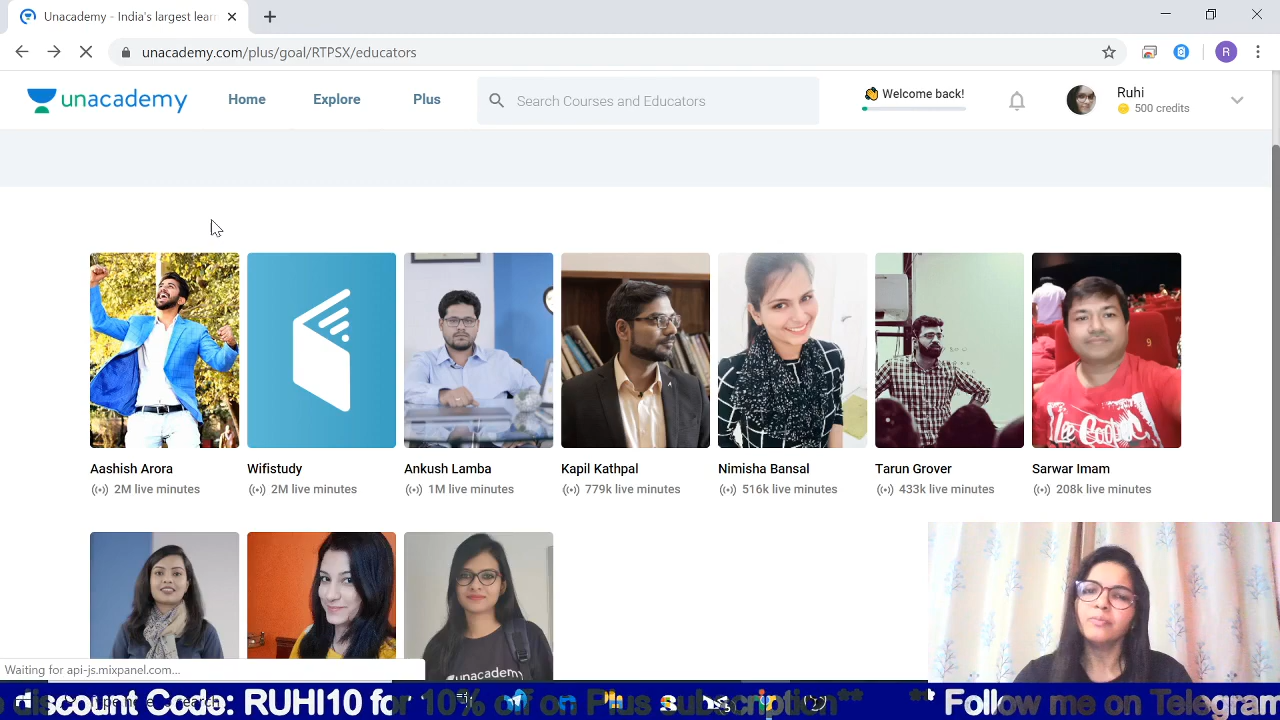 Unacademy - India's largest learn
unacademy.com/plus/goal/RTPSX/educators
R
unacademy
Home
Explore
Plus
Search Courses and Educators
Welcome back!
Ruhi
500 credits
Aashish Arora
2M live minutes
Wifistudy
2M live minutes
Ankush Lamba
1M live minutes
Kapil Kathpal
779k live minutes
Nimisha Bansal
516k live minutes
Tarun Grover
433k live minutes
Sarwar Imam
208k live minutes
9
Lee Cooper
unacademy
Waiting for api-js.mixpanel.com...
discount Code: RUHI10 for 10% off on Plus subscription** ** Follow me on Telegram